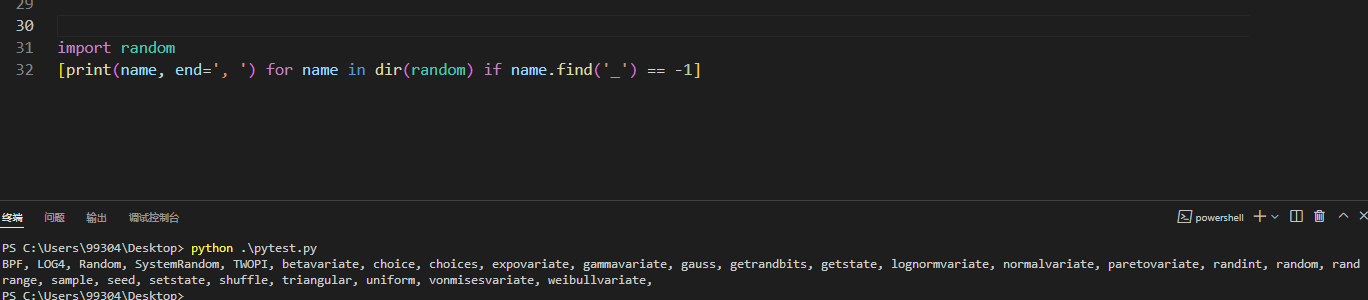 29
30
31 import random
32 [print(name, end=', ') for name in dir(random) if name.find('_') == -1]
终端 问题 输出 调试控制台 powershell
PS C:\Users\99304\Desktop> python .\pytest.py
BPF, LOG4, Random, SystemRandom, TWOPI, betavariate, choice, choices, expovariate, gammavariate, gauss, getrandbits, getstate, lognormvariate, normalvariate, paretovariate, randint, random, rand
range, sample, seed, setstate, shuffle, triangular, uniform, vonmisesvariate, weibullvariate,
PS C:\Users\99304\Desktop>